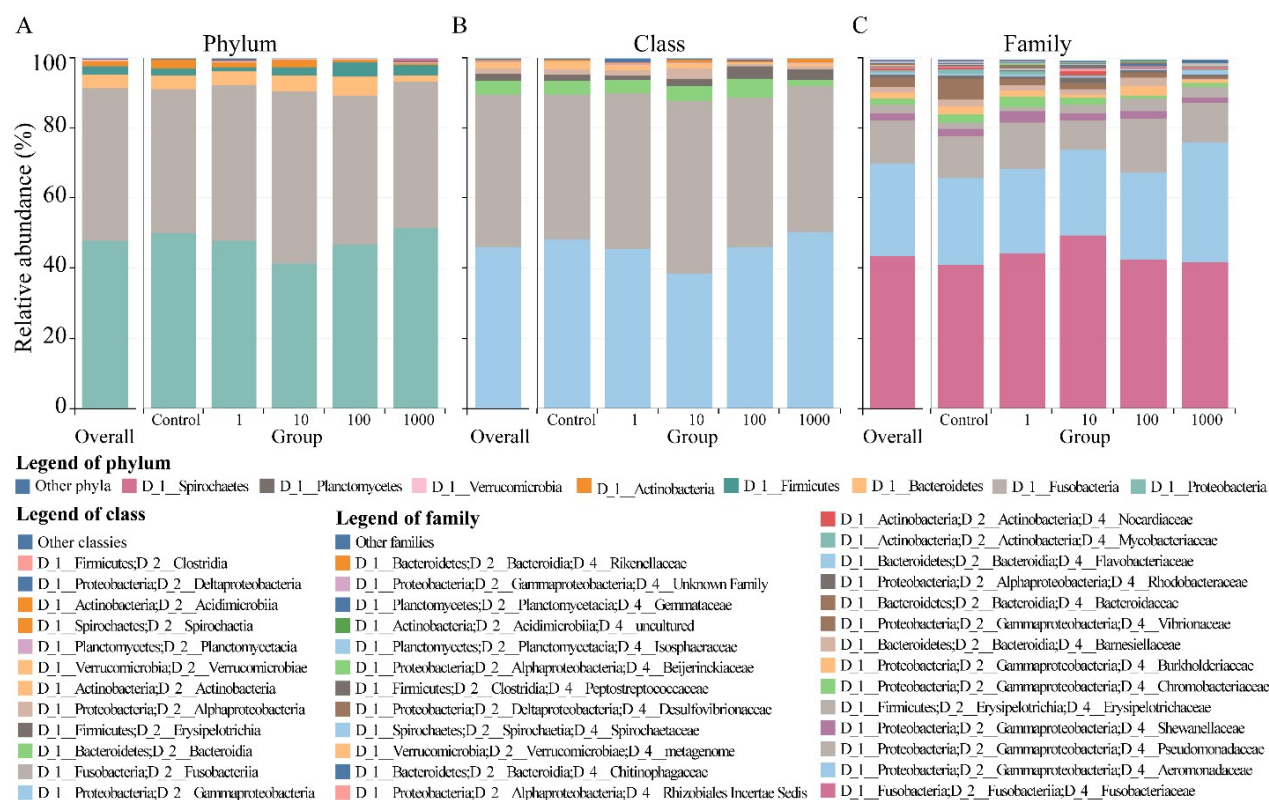 A
Phylum
B
Class
C
Family
Relative abundance (%)
100
80
60
40
20
0
Control 1 10 100 1000
Overall Group
Control 1 10 100 1000
Overall Group
Control 1 10 100 1000
Overall Group
Legend of phylum
Other phyla D_1__Spirochaetes D_1__Planctomycetes D_1__Verrucomicrobia D_1__Actinobacteria D_1__Firmicutes D_1__Bacteroidetes D_1__Fusobacteria D_1__Proteobacteria
Legend of class
Other classies
D_1__Firmicutes;D_2__Clostridia
D_1__Proteobacteria;D_2__Deltaproteobacteria
D_1__Actinobacteria;D_2__Acidimicrobiia
D_1__Spirochaetes;D_2__Spirochaetia
D_1__Planctomycetes;D_2__Planctomycetacia
D_1__Verrucomicrobia;D_2__Verrucomicrobiae
D_1__Actinobacteria;D_2__Actinobacteria
D_1__Proteobacteria;D_2__Alphaproteobacteria
D_1__Firmicutes;D_2__Erysipelotrichia
D_1__Bacteroidetes;D_2__Bacteroidia
D_1__Fusobacteria;D_2__Fusobacteriia
D_1__Proteobacteria;D_2__Gammaproteobacteria
Legend of family
Other families
D_1__Bacteroidetes;D_2__Bacteroidia;D_4__Rikenellaceae
D_1__Proteobacteria;D_2__Gammaproteobacteria;D_4__Unknown Family
D_1__Planctomycetes;D_2__Planctomycetacia;D_4__Gemmataceae
D_1__Actinobacteria;D_2__Acidimicrobiia;D_4__uncultured
D_1__Planctomycetes;D_2__Planctomycetacia;D_4__Isosphaeraceae
D_1__Proteobacteria;D_2__Alphaproteobacteria;D_4__Beijerinckiaceae
D_1__Firmicutes;D_2__Clostridia;D_4__Peptostreptococcaceae
D_1__Proteobacteria;D_2__Deltaproteobacteria;D_4__Desulfovibrionaceae
D_1__Spirochaetes;D_2__Spirochaetia;D_4__Spirochaetaceae
D_1__Verrucomicrobia;D_2__Verrucomicrobiae;D_4__metagenome
D_1__Bacteroidetes;D_2__Bacteroidia;D_4__Chitinophagaceae
D_1__Proteobacteria;D_2__Alphaproteobacteria;D_4__Rhizobiales Incertae Sedis
D_1__Actinobacteria;D_2__Actinobacteria;D_4__Nocardiaceae
D_1__Actinobacteria;D_2__Actinobacteria;D_4__Mycobacteriaceae
D_1__Bacteroidetes;D_2__Bacteroidia;D_4__Flavobacteriaceae
D_1__Proteobacteria;D_2__Alphaproteobacteria;D_4__Rhodobacteraceae
D_1__Bacteroidetes;D_2__Bacteroidia;D_4__Bacteroidaceae
D_1__Proteobacteria;D_2__Gammaproteobacteria;D_4__Vibrionaceae
D_1__Bacteroidetes;D_2__Bacteroidia;D_4__Barnesiellaceae
D_1__Proteobacteria;D_2__Gammaproteobacteria;D_4__Burkholderiaceae
D_1__Proteobacteria;D_2__Gammaproteobacteria;D_4__Chromobacteriaceae
D_1__Firmicutes;D_2__Erysipelotrichia;D_4__Erysipelotrichaceae
D_1__Proteobacteria;D_2__Gammaproteobacteria;D_4__Shewanellaceae
D_1__Proteobacteria;D_2__Gammaproteobacteria;D_4__Pseudomonadaceae
D_1__Proteobacteria;D_2__Gammaproteobacteria;D_4__Aeromonadaceae
D_1__Fusobacteria;D_2__Fusobacteriia;D_4__Fusobacteriaceae